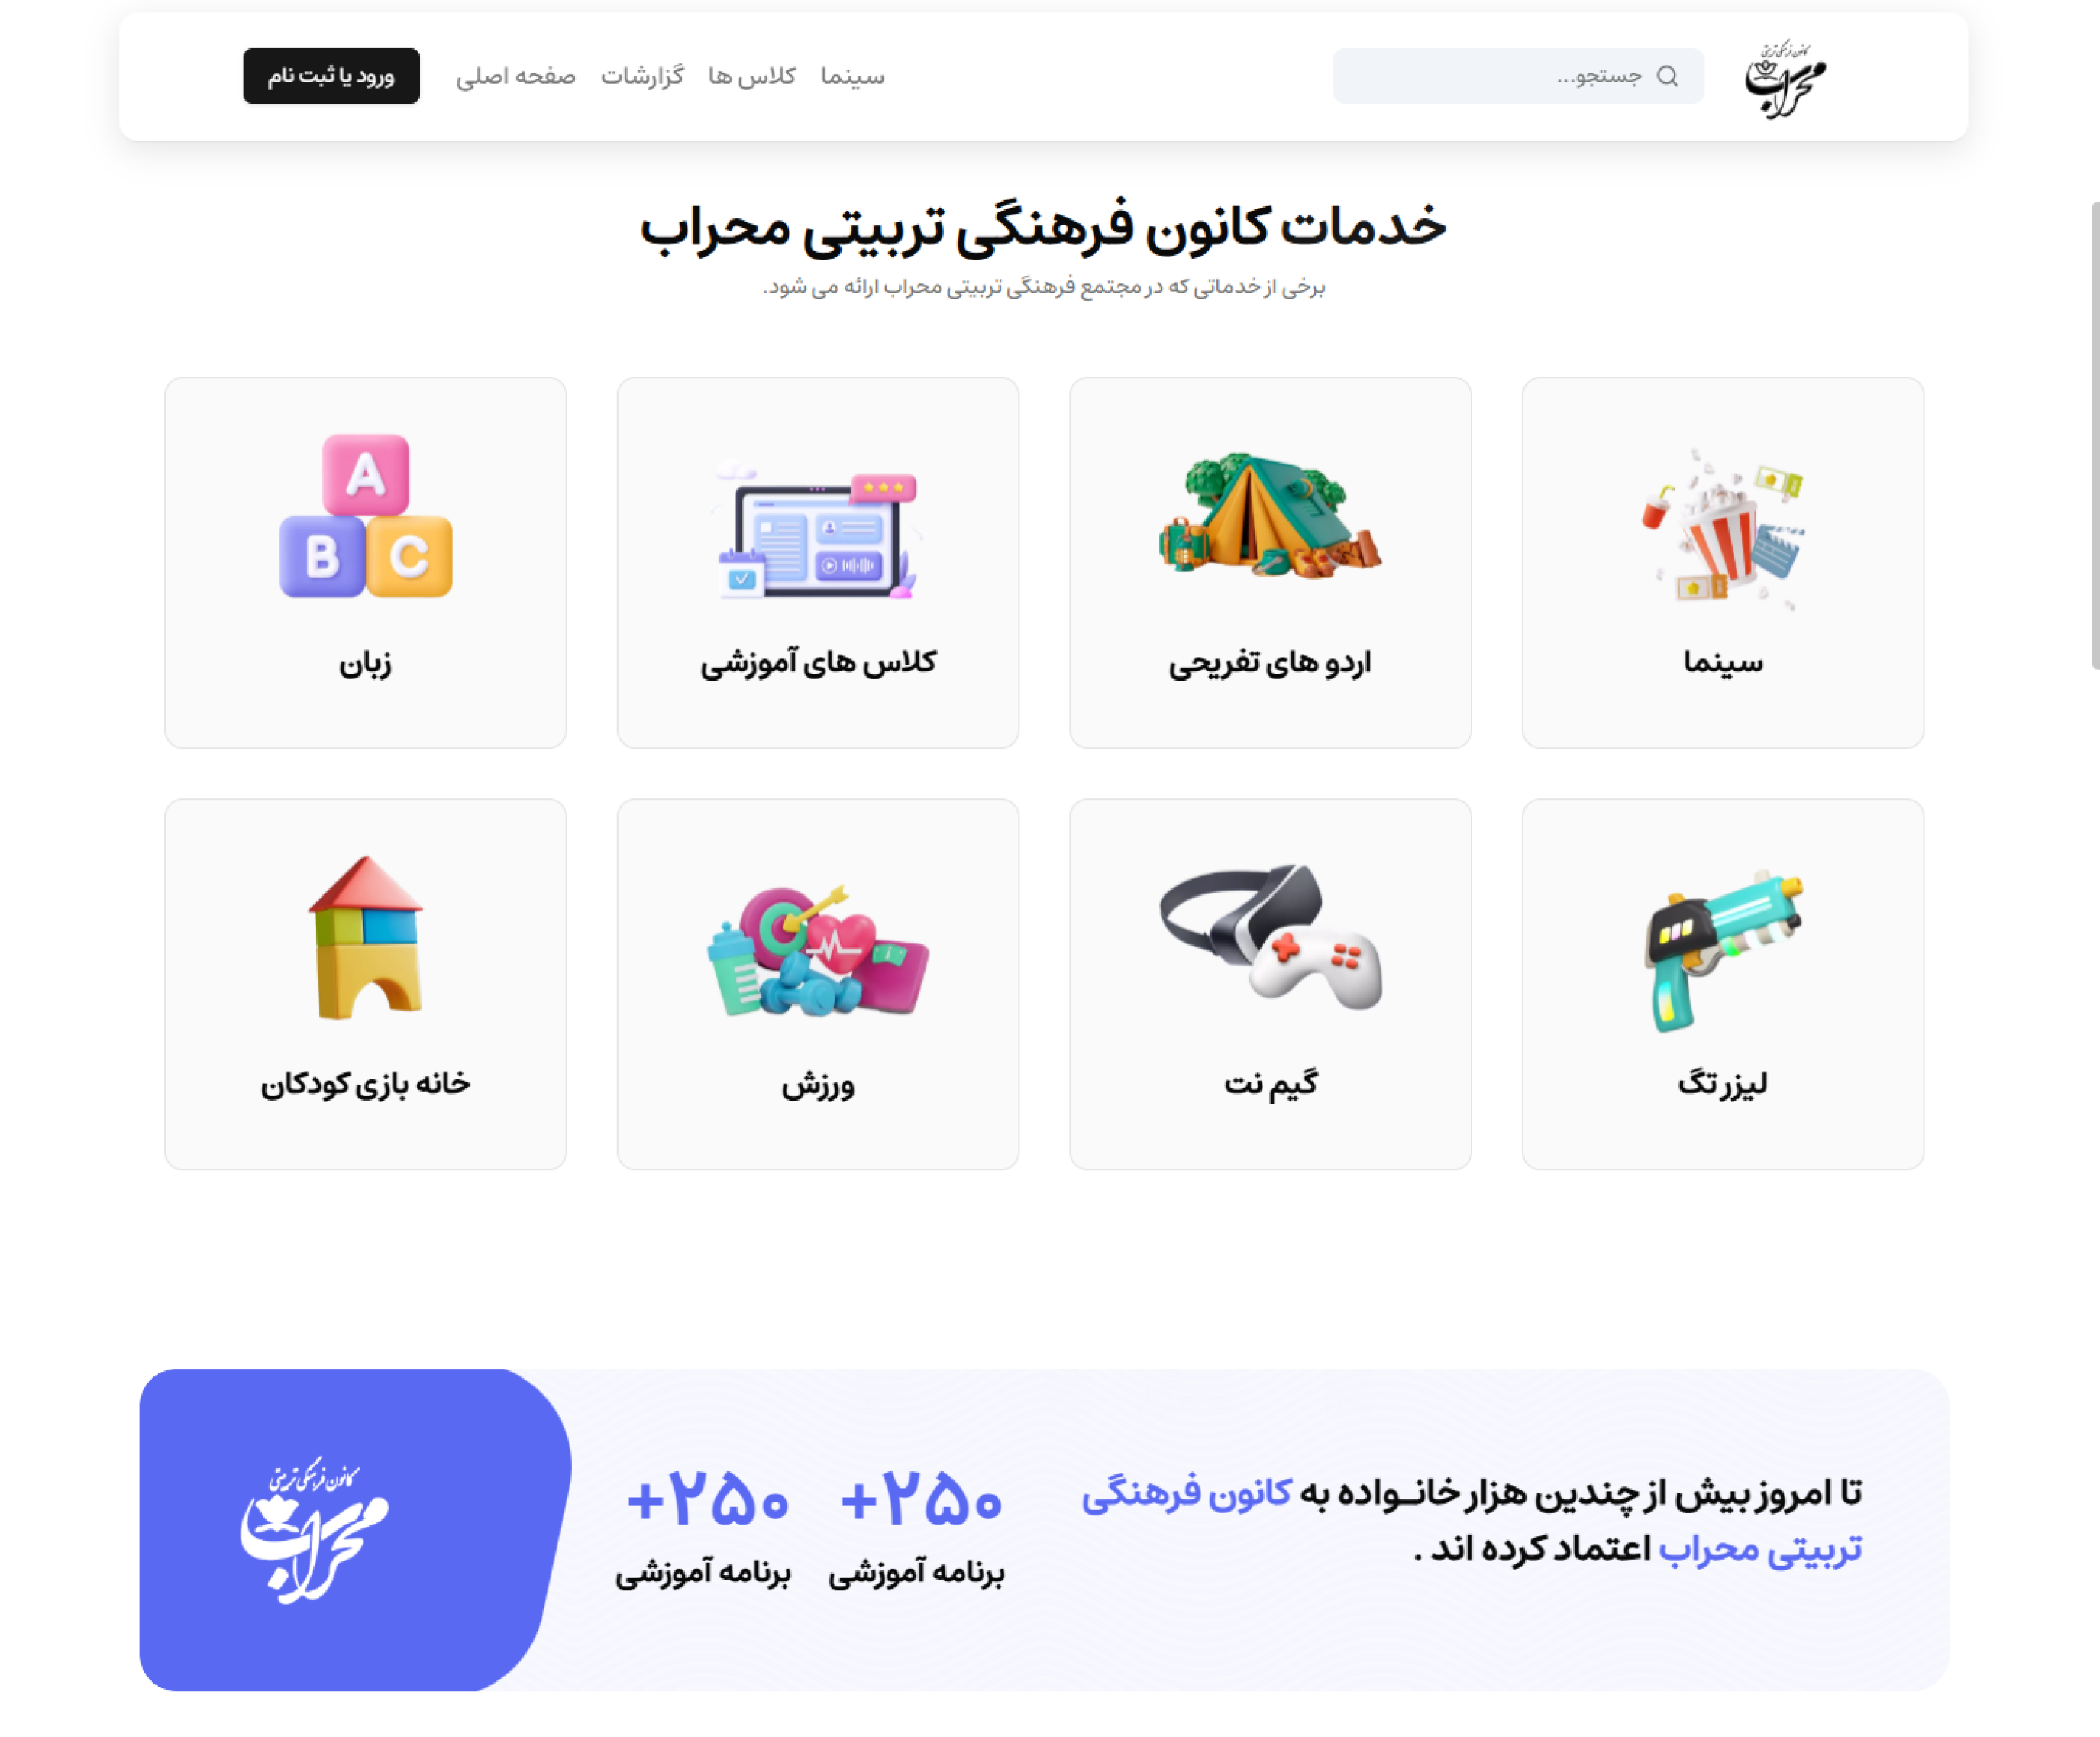 کانون فرهنگی تربیتی
محراب
جستجو...
سینما
کلاس ها
گزارشات
صفحه اصلی
ورود یا ثبت نام
خدمات کانون فرهنگی تربیتی محراب
برخی از خدماتی که در مجتمع فرهنگی تربیتی محراب ارائه می شود.
سینما
اردو های تفریحی
کلاس های آموزشی
A
B C
زبان
لیزر تگ
گیم نت
ورزش
خانه بازی کودکان
تا امروز بیش از چندین هزار خانـواده به کانون فرهنگی
تربیتی محراب اعتماد کرده اند .
+۲۵۰
برنامه آموزشی
+۲۵۰
برنامه آموزشی
کانون فرهنگی تربیتی
محراب